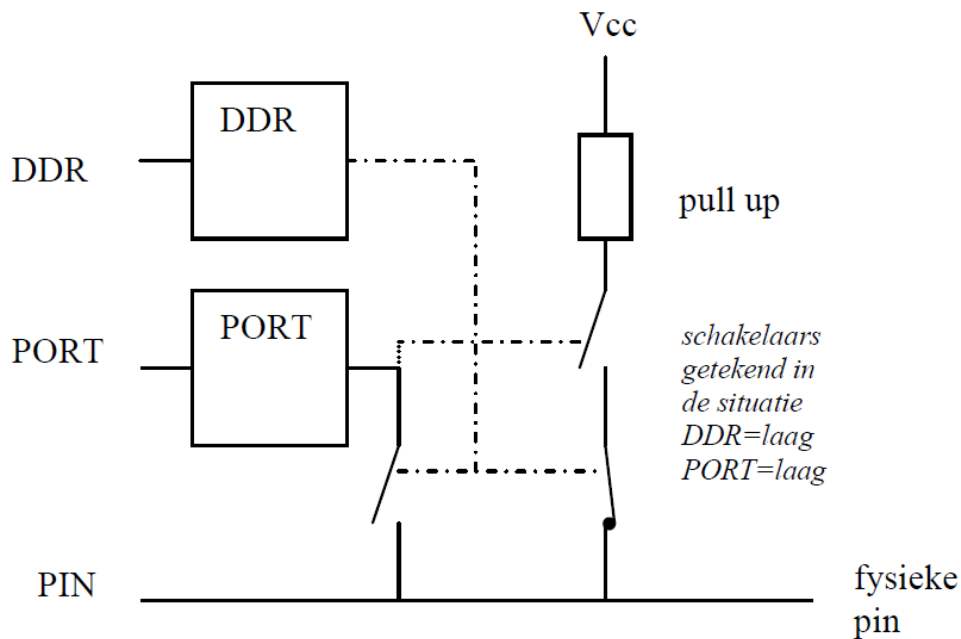 Vcc
DDR
DDR
pull up
PORT
PORT
schakelaars
getekend in
de situatie
DDR=laag
PORT=laag
PIN
fysieke
pin